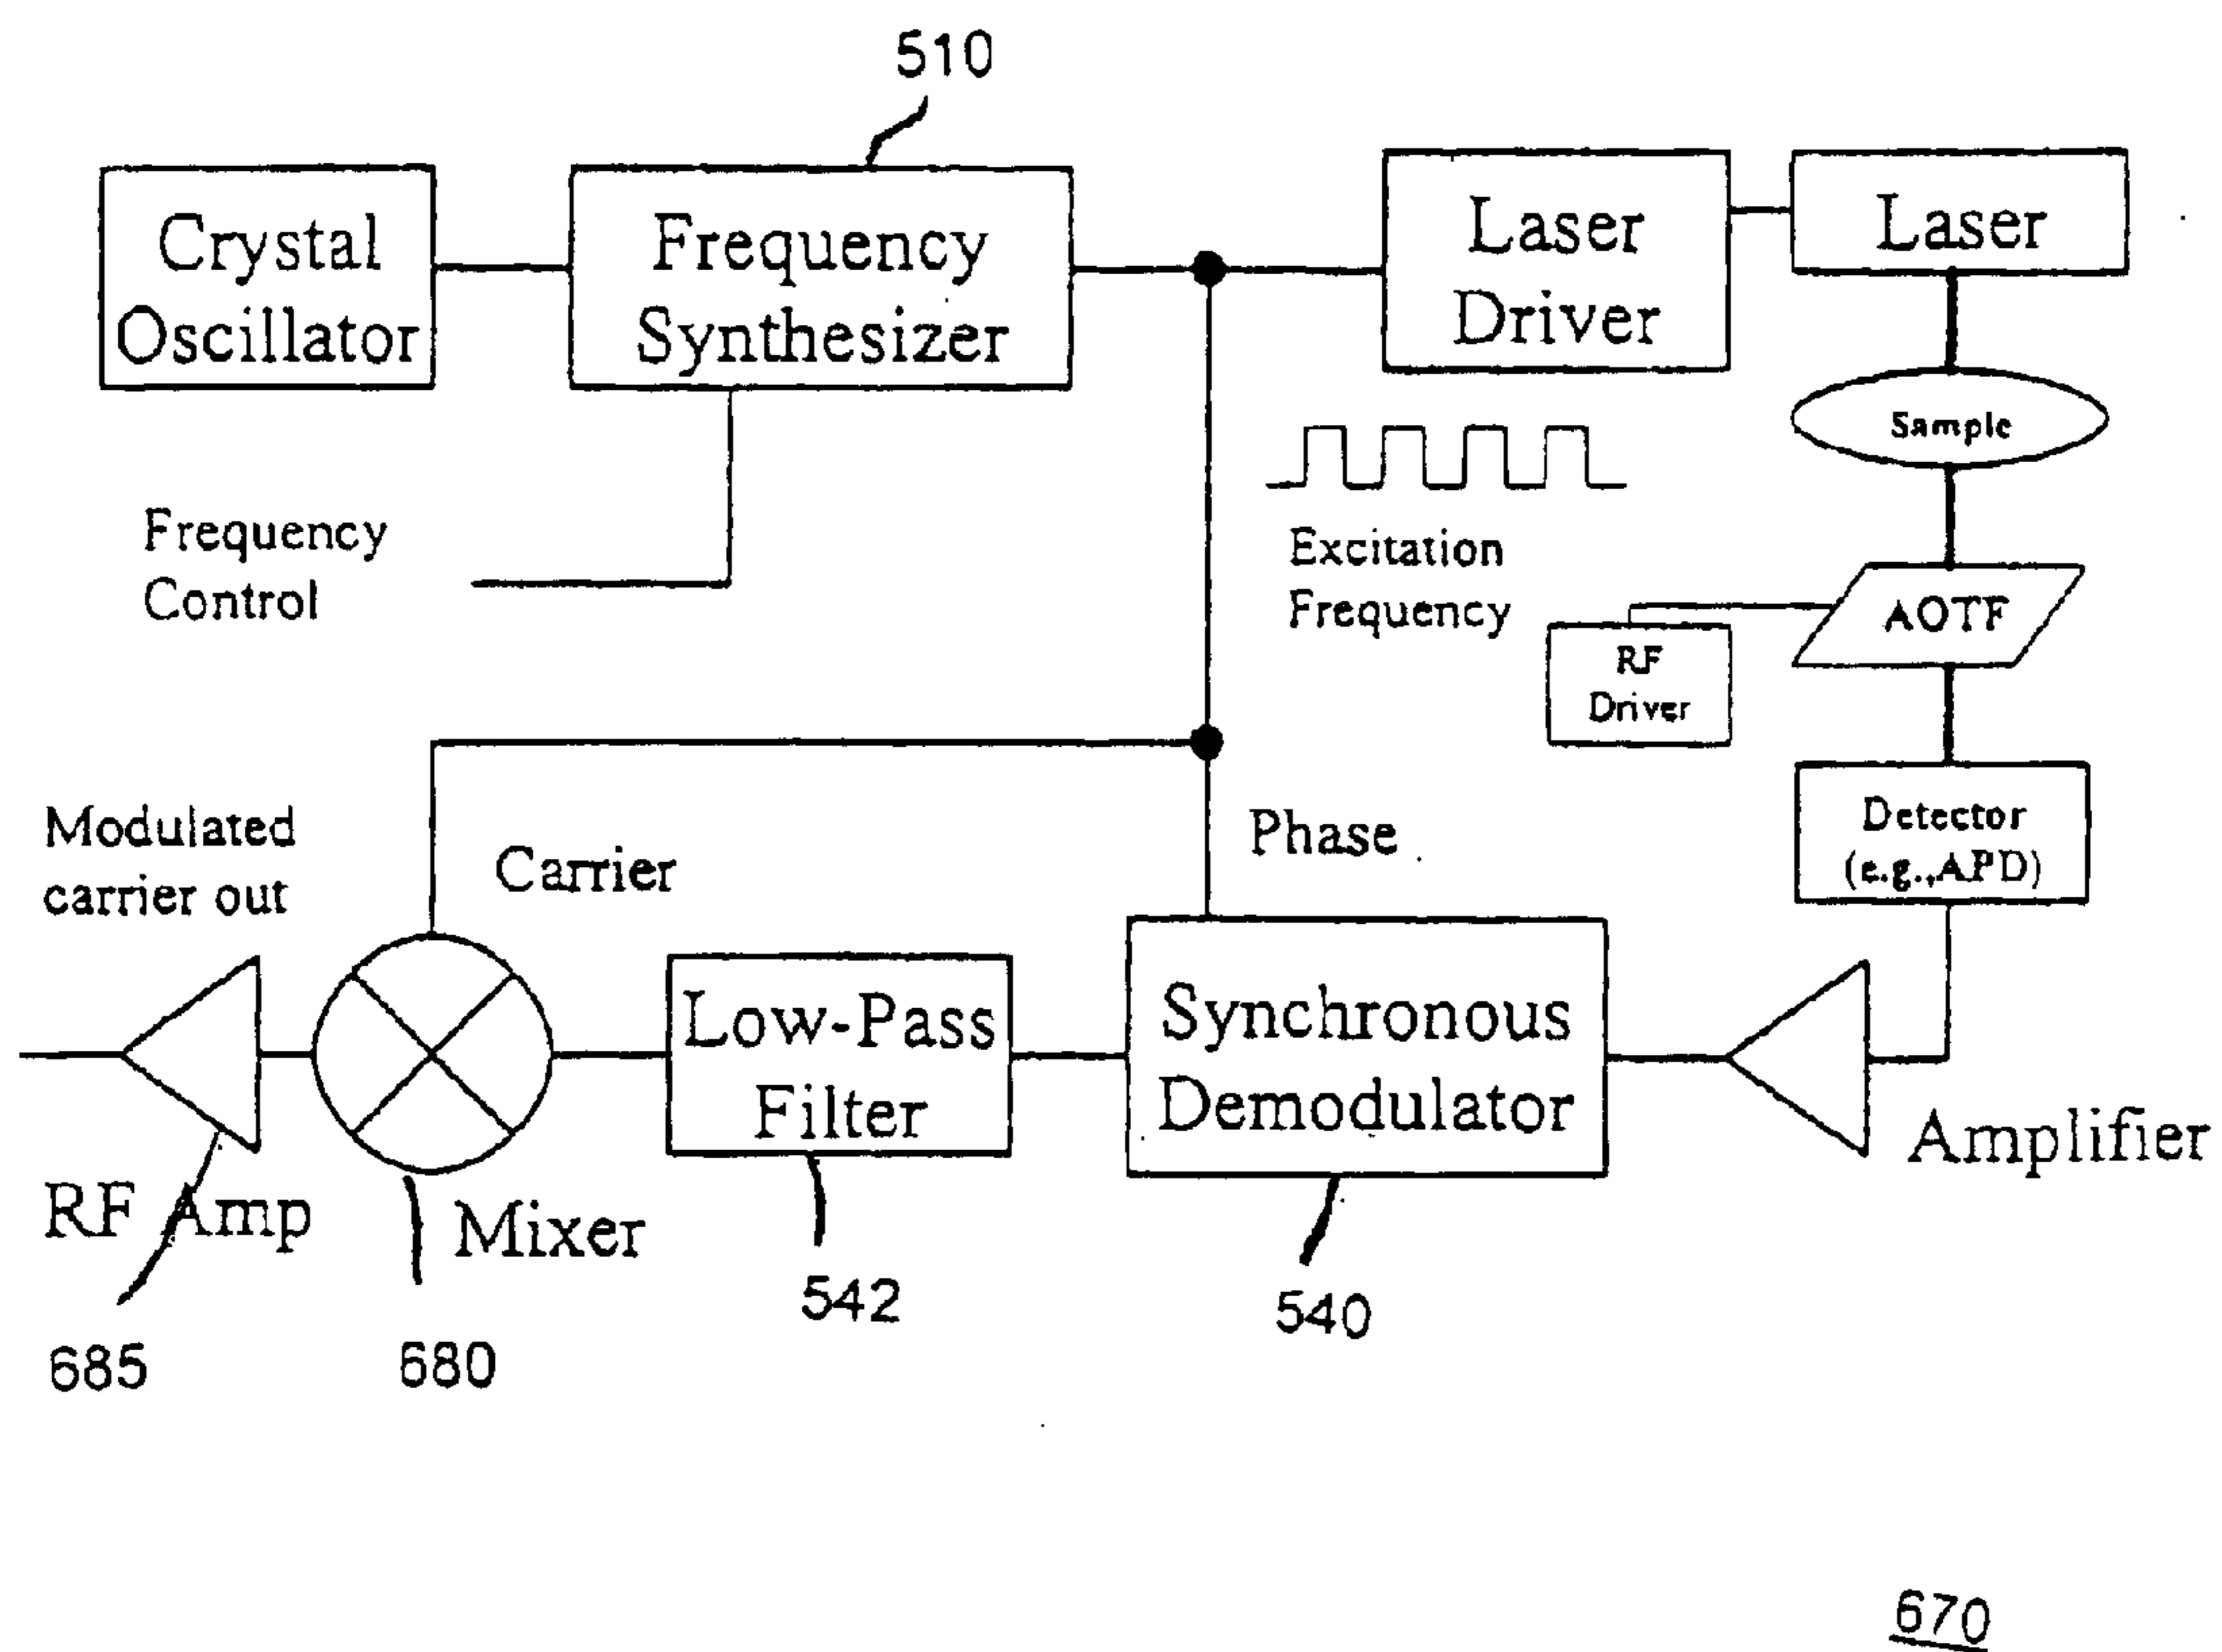 510
Crystal
Oscillator
Frequency
Synthesizer
Laser
Driver
Laser
Sample
Frequency
Control
Excitation
Frequency
AOTF
RF
Driver
Detector
(e.g.,APD)
Modulated
carrier out
Carrier
Phase
Low-Pass
Filter
Synchronous
Demodulator
Amplifier
RF Amp
Mixer
542
540
685
680
670